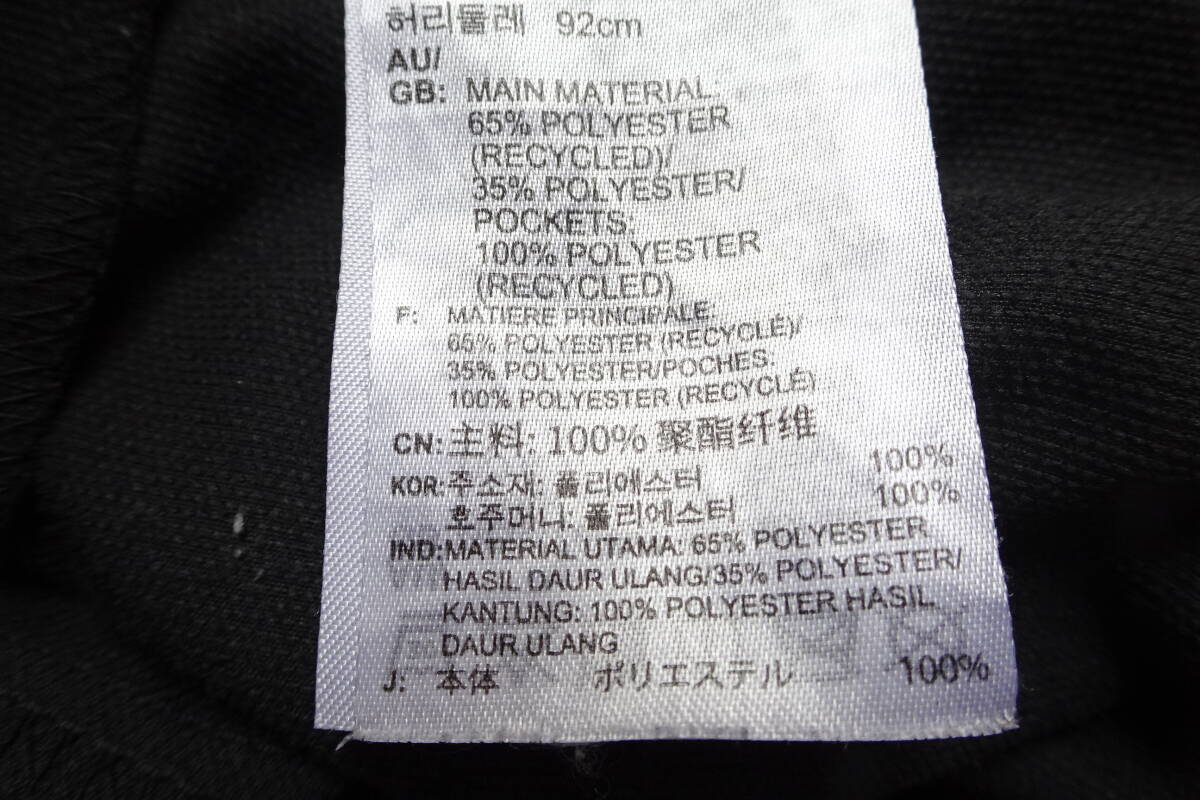 허리둘레 92cm
AU/
GB: MAIN MATERIAL:
65% POLYESTER
(RECYCLED)/
35% POLYESTER/
POCKETS:
100% POLYESTER
(RECYCLED)
F: MATIERE PRINCIPALE:
65% POLYESTER (RECYCLÉ)/
35% POLYESTER/POCHES:
100% POLYESTER (RECYCLÉ)
CN: 主料: 100% 聚酯纤维
KOR: 주소재: 폴리에스터 100%
호주머니: 폴리에스터 100%
IND: MATERIAL UTAMA: 65% POLYESTER
HASIL DAUR ULANG/35% POLYESTER/
KANTUNG: 100% POLYESTER HASIL
DAUR ULANG
J: 本体 ポリエステル 100%